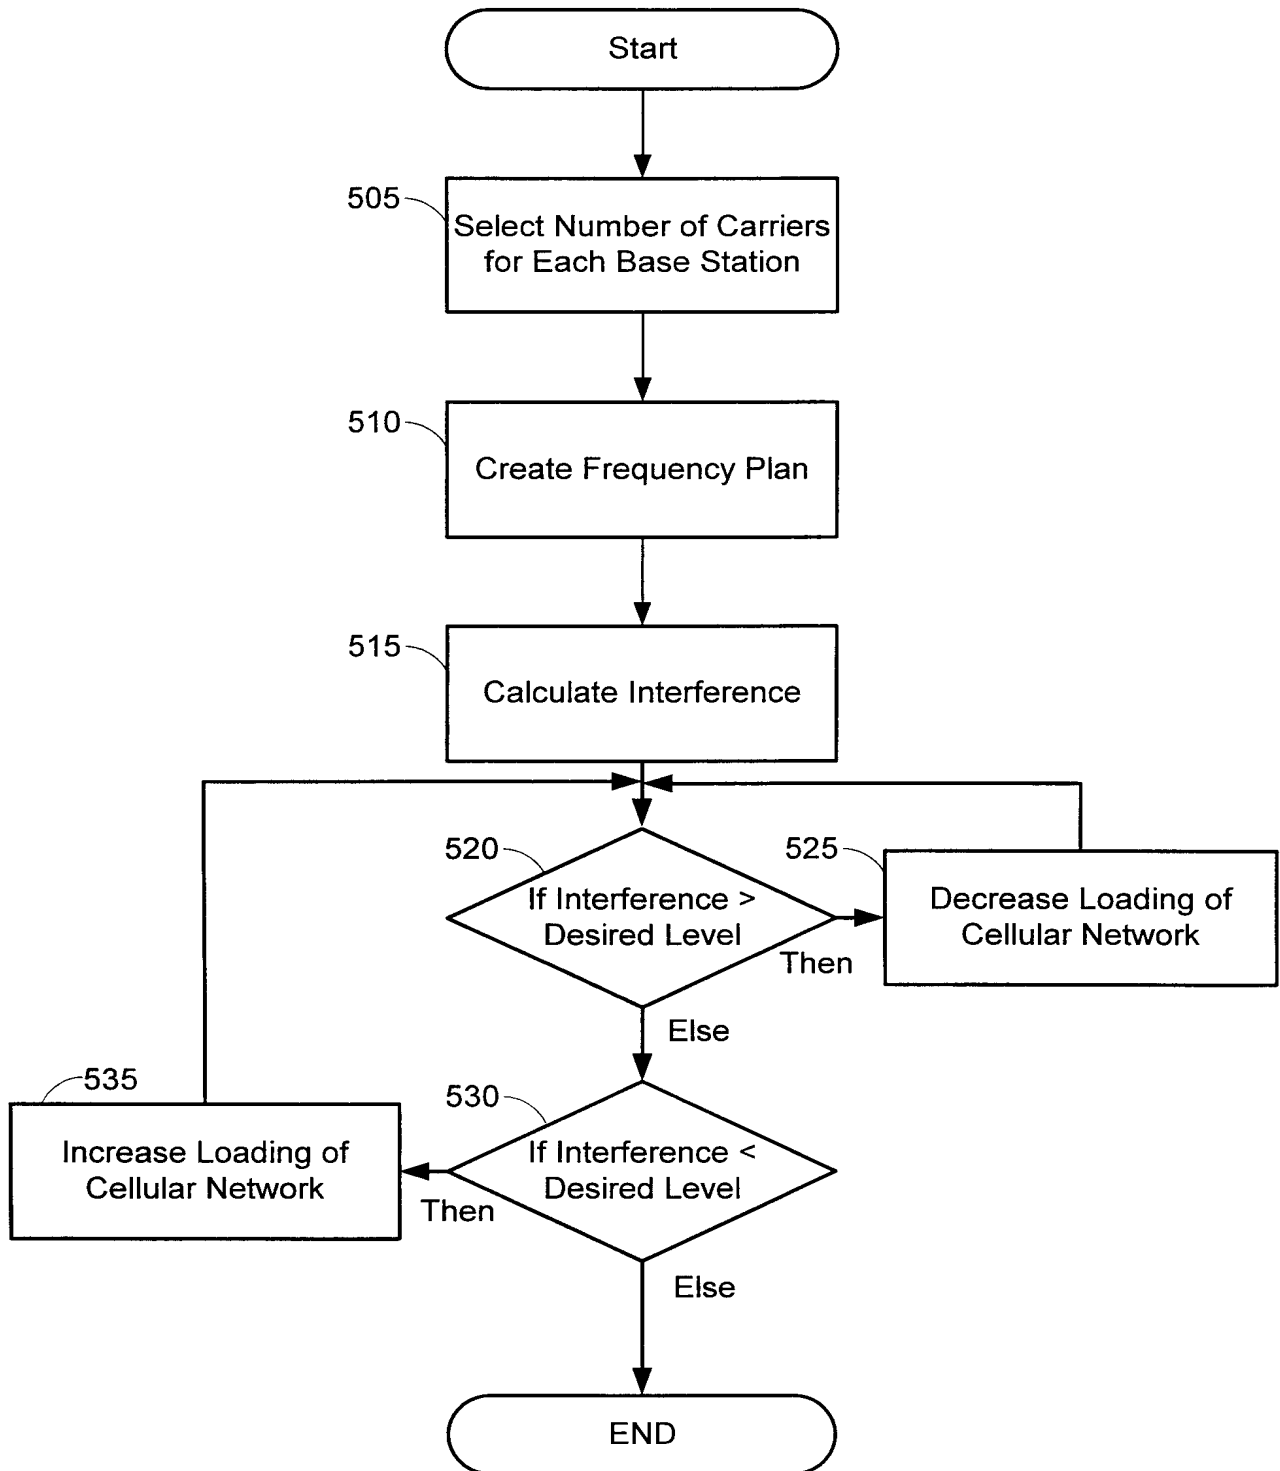 Start
505
Select Number of Carriers
for Each Base Station
510
Create Frequency Plan
515
Calculate Interference
520
If Interference >
Desired Level
Then
525
Decrease Loading of
Cellular Network
Else
535
Increase Loading of
Cellular Network
530
If Interference <
Desired Level
Then
Else
END